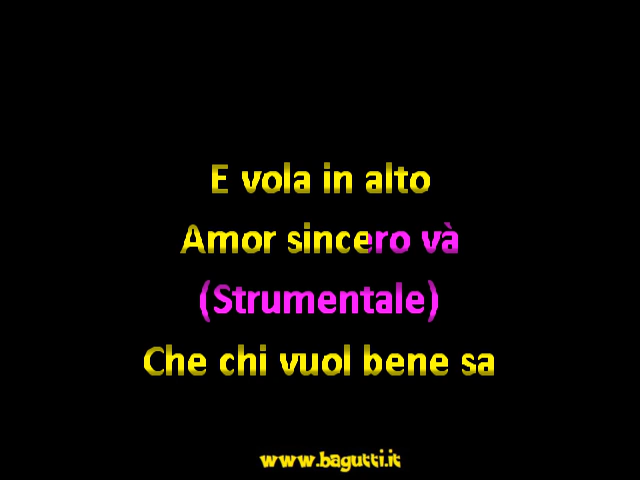 E vola in alto
Amor sincero và
(Strumentale)
Che chi vuol bene sa
www.bagutti.it